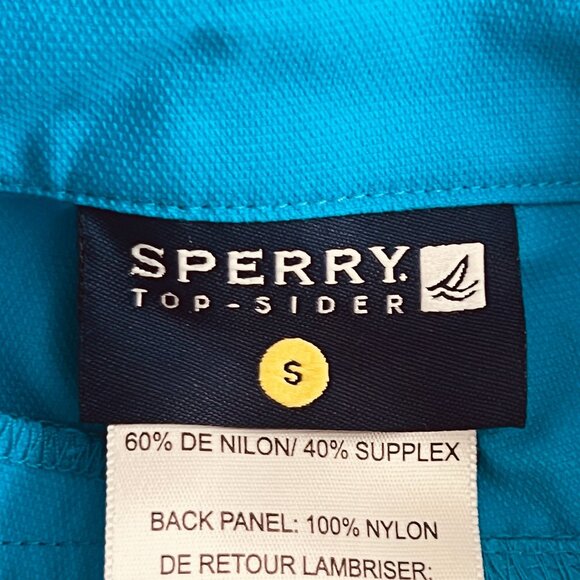 SPERRY.
TOP-SIDER
S
60% DE NILON/ 40% SUPPLEX
BACK PANEL: 100% NYLON
DE RETOUR LAMBRISER: